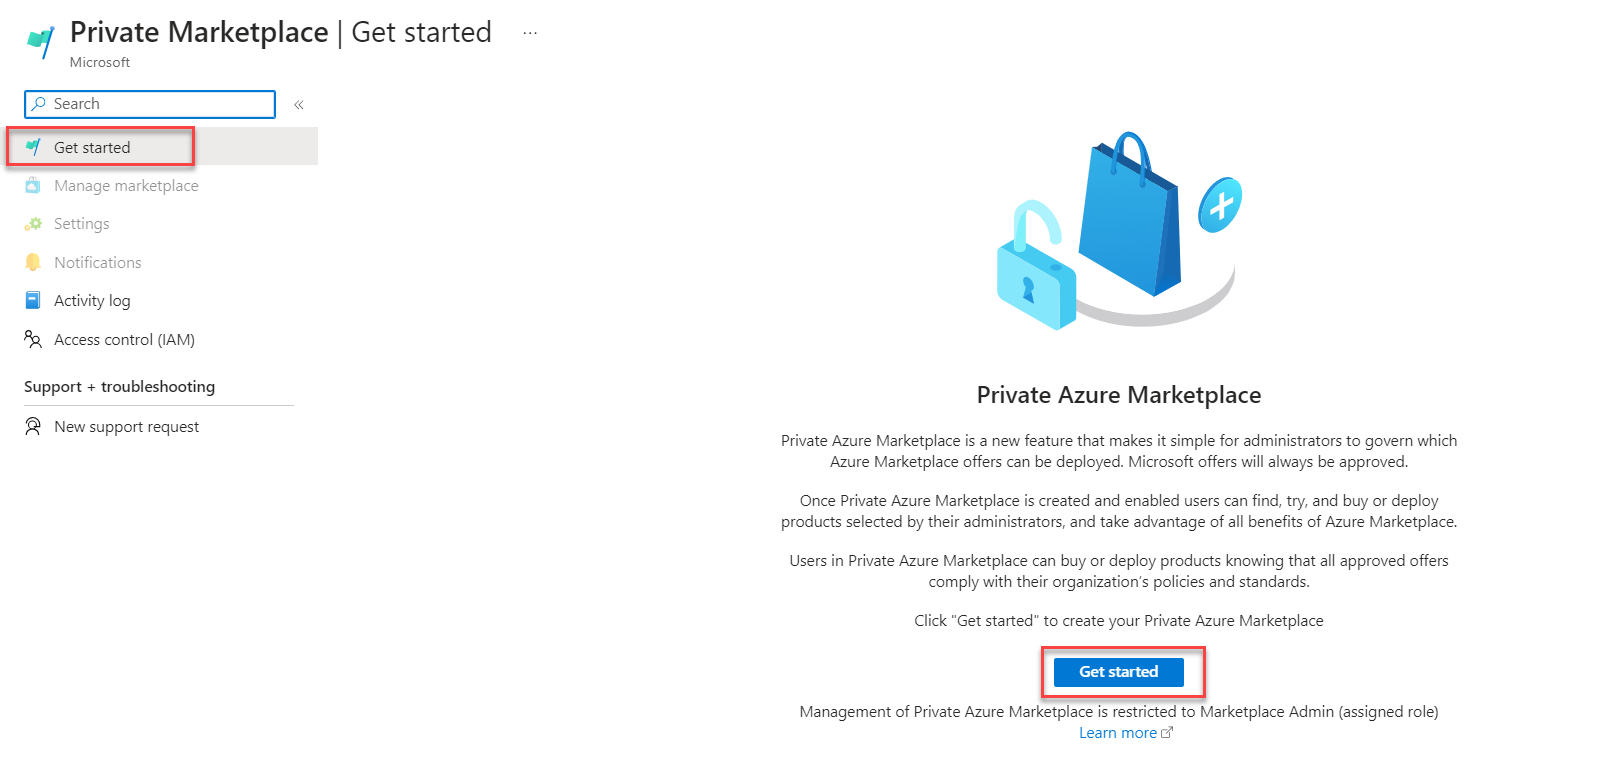 Private Marketplace | Get started ...
Microsoft
Search «
Get started
Manage marketplace
Settings
Notifications
Activity log
Access control (IAM)
Support + troubleshooting
New support request
Private Azure Marketplace
Private Azure Marketplace is a new feature that makes it simple for administrators to govern which
Azure Marketplace offers can be deployed. Microsoft offers will always be approved.
Once Private Azure Marketplace is created and enabled users can find, try, and buy or deploy
products selected by their administrators, and take advantage of all benefits of Azure Marketplace.
Users in Private Azure Marketplace can buy or deploy products knowing that all approved offers
comply with their organization's policies and standards.
Click "Get started" to create your Private Azure Marketplace
Get started
Management of Private Azure Marketplace is restricted to Marketplace Admin (assigned role)
Learn more